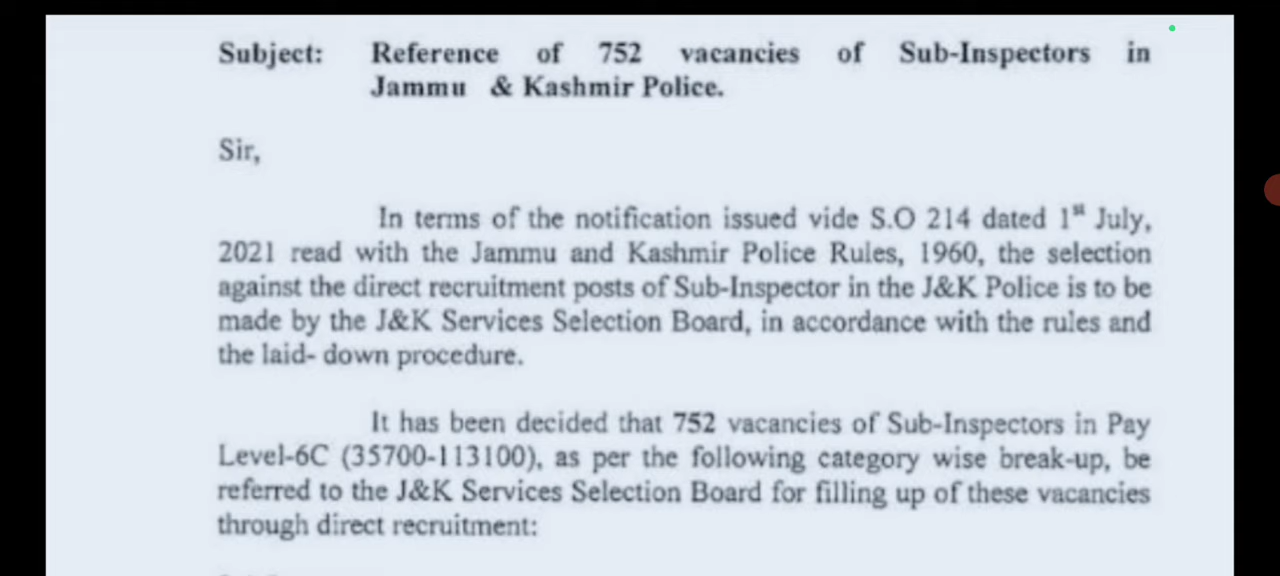 Subject: Reference of 752 vacancies of Sub-Inspectors in
Jammu & Kashmir Police.
Sir,
In terms of the notification issued vide S.O 214 dated 1st July,
2021 read with the Jammu and Kashmir Police Rules, 1960, the selection
against the direct recruitment posts of Sub-Inspector in the J&K Police is to be
made by the J&K Services Selection Board, in accordance with the rules and
the laid- down procedure.
It has been decided that 752 vacancies of Sub-Inspectors in Pay
Level-6C (35700-113100), as per the following category wise break-up, be
referred to the J&K Services Selection Board for filling up of these vacancies
through direct recruitment: